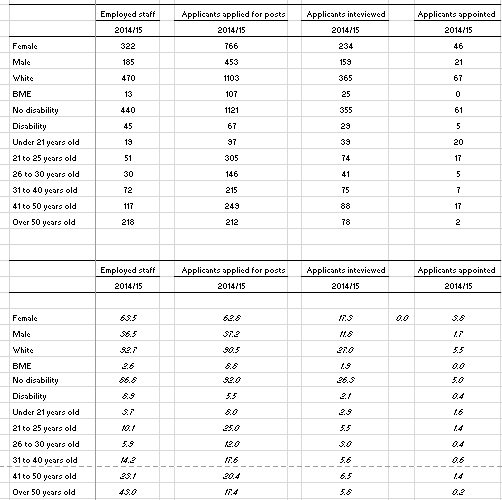 Employed staff Applicants applied for posts Applicants inteviewed Applicants appointed
2014/15 2014/15 2014/15 2014/15
Female 322 766 234 46
Male 185 453 159 21
White 470 1103 365 67
BME 13 107 25 0
No disability 440 1121 355 61
Disability 45 67 29 5
Under 21 years old 19 97 39 20
21 to 25 years old 51 305 74 17
26 to 30 years old 30 146 41 5
31 to 40 years old 72 215 75 7
41 to 50 years old 117 249 88 17
Over 50 years old 218 212 78 2
Employed staff Applicants applied for posts Applicants inteviewed Applicants appointed
2014/15 2014/15 2014/15 2014/15
Female 63.5 62.8 17.3 0.0 3.8
Male 36.5 37.2 11.8 1.7
White 92.7 90.5 27.0 5.5
BME 2.6 8.8 1.9 0.0
No disability 86.8 92.0 26.3 5.0
Disability 8.9 5.5 2.1 0.4
Under 21 years old 3.7 8.0 2.9 1.6
21 to 25 years old 10.1 25.0 5.5 1.4
26 to 30 years old 5.9 12.0 3.0 0.4
31 to 40 years old 14.2 17.6 5.6 0.6
41 to 50 years old 23.1 20.4 6.5 1.4
Over 50 years old 43.0 17.4 5.8 0.2